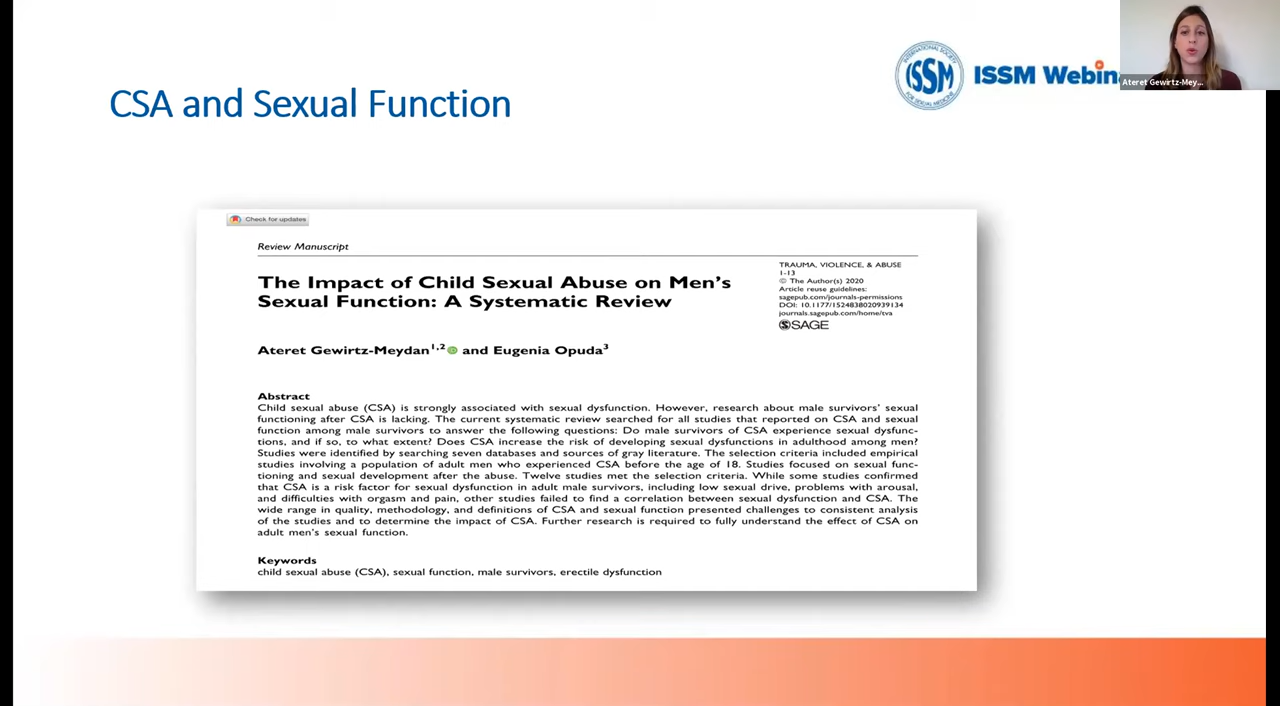 CSA and Sexual Function
INTERNATIONAL SOCIETY
ISSM
FOR SEXUAL MEDICINE
ISSM Webin
Ateret Gewirtz-Mey...
Check for updates
Review Manuscript
The Impact of Child Sexual Abuse on Men's
Sexual Function: A Systematic Review
TRAUMA, VIOLENCE, & ABUSE
1-13
© The Author(s) 2020
Article reuse guidelines:
sagepub.com/journals-permissions
DOI: 10.1177/1524838020939134
journals.sagepub.com/home/tva
SAGE
Ateret Gewirtz-Meydan1,2 and Eugenia Opuda3
Abstract
Child sexual abuse (CSA) is strongly associated with sexual dysfunction. However, research about male survivors' sexual
functioning after CSA is lacking. The current systematic review searched for all studies that reported on CSA and sexual
function among male survivors to answer the following questions: Do male survivors of CSA experience sexual dysfunc-
tions, and if so, to what extent? Does CSA increase the risk of developing sexual dysfunctions in adulthood among men?
Studies were identified by searching seven databases and sources of gray literature. The selection criteria included empirical
studies involving a population of adult men who experienced CSA before the age of 18. Studies focused on sexual func-
tioning and sexual development after the abuse. Twelve studies met the selection criteria. While some studies confirmed
that CSA is a risk factor for sexual dysfunction in adult male survivors, including low sexual drive, problems with arousal,
and difficulties with orgasm and pain, other studies failed to find a correlation between sexual dysfunction and CSA. The
wide range in quality, methodology, and definitions of CSA and sexual function presented challenges to consistent analysis
of the studies and to determine the impact of CSA. Further research is required to fully understand the effect of CSA on
adult men's sexual function.
Keywords
child sexual abuse (CSA), sexual function, male survivors, erectile dysfunction